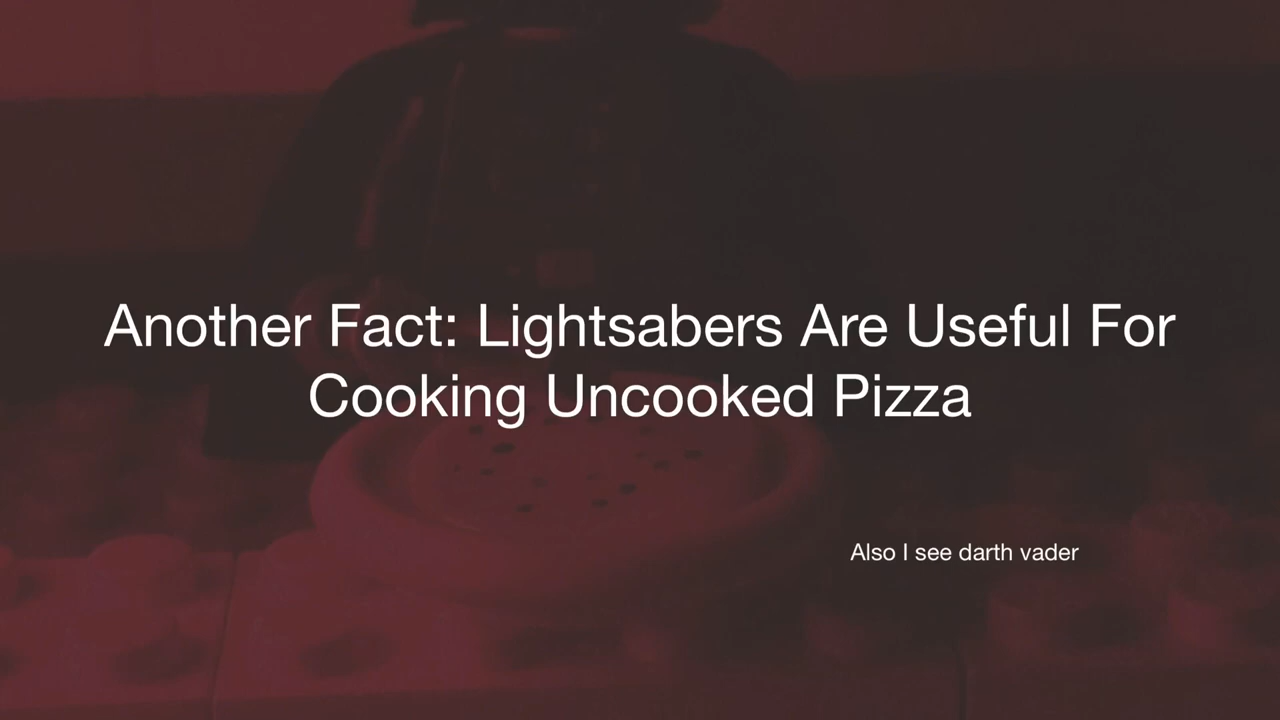 Another Fact: Lightsabers Are Useful For
Cooking Uncooked Pizza
Also I see darth vader